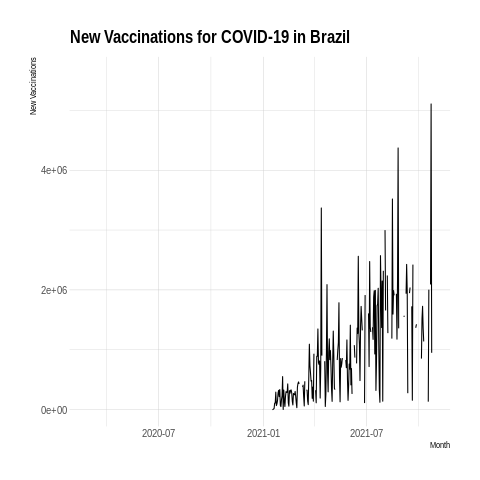 New Vaccinations for COVID-19 in Brazil
New Vaccinations
4e+06
2e+06
0e+00
2020-07
2021-01
2021-07
Month